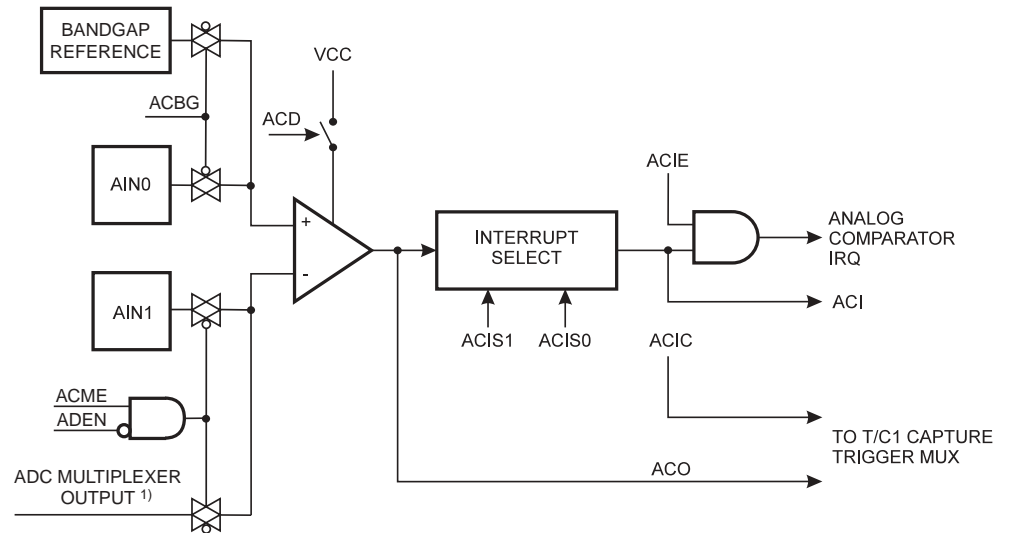 BANDGAP
REFERENCE
VCC
ACBG
ACD
AIN0
ACIE
+
-
INTERRUPT
SELECT
ANALOG
COMPARATOR
IRQ
AIN1
ACI
ACIS1 ACIS0
ACIC
ACME
ADEN
TO T/C1 CAPTURE
TRIGGER MUX
ACO
ADC MULTIPLEXER
OUTPUT 1)